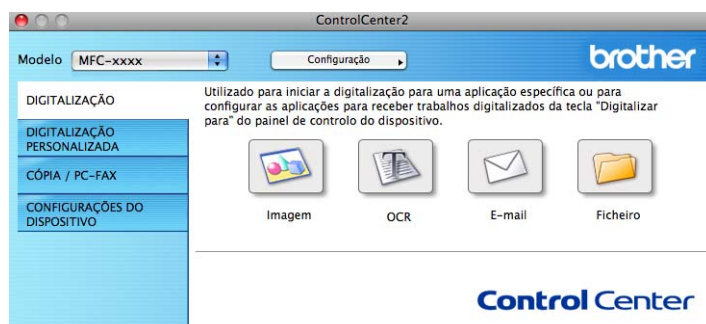 ControlCenter2
Modelo MFC-xxxx Configuração brother
DIGITALIZAÇÃO
DIGITALIZAÇÃO
PERSONALIZADA
CÓPIA / PC-FAX
CONFIGURAÇÕES DO
DISPOSITIVO
Utilizado para iniciar a digitalização para uma aplicação específica ou para
configurar as aplicações para receber trabalhos digitalizados da tecla "Digitalizar
para" do painel de controlo do dispositivo.
Imagem OCR E-mail Ficheiro
Control Center